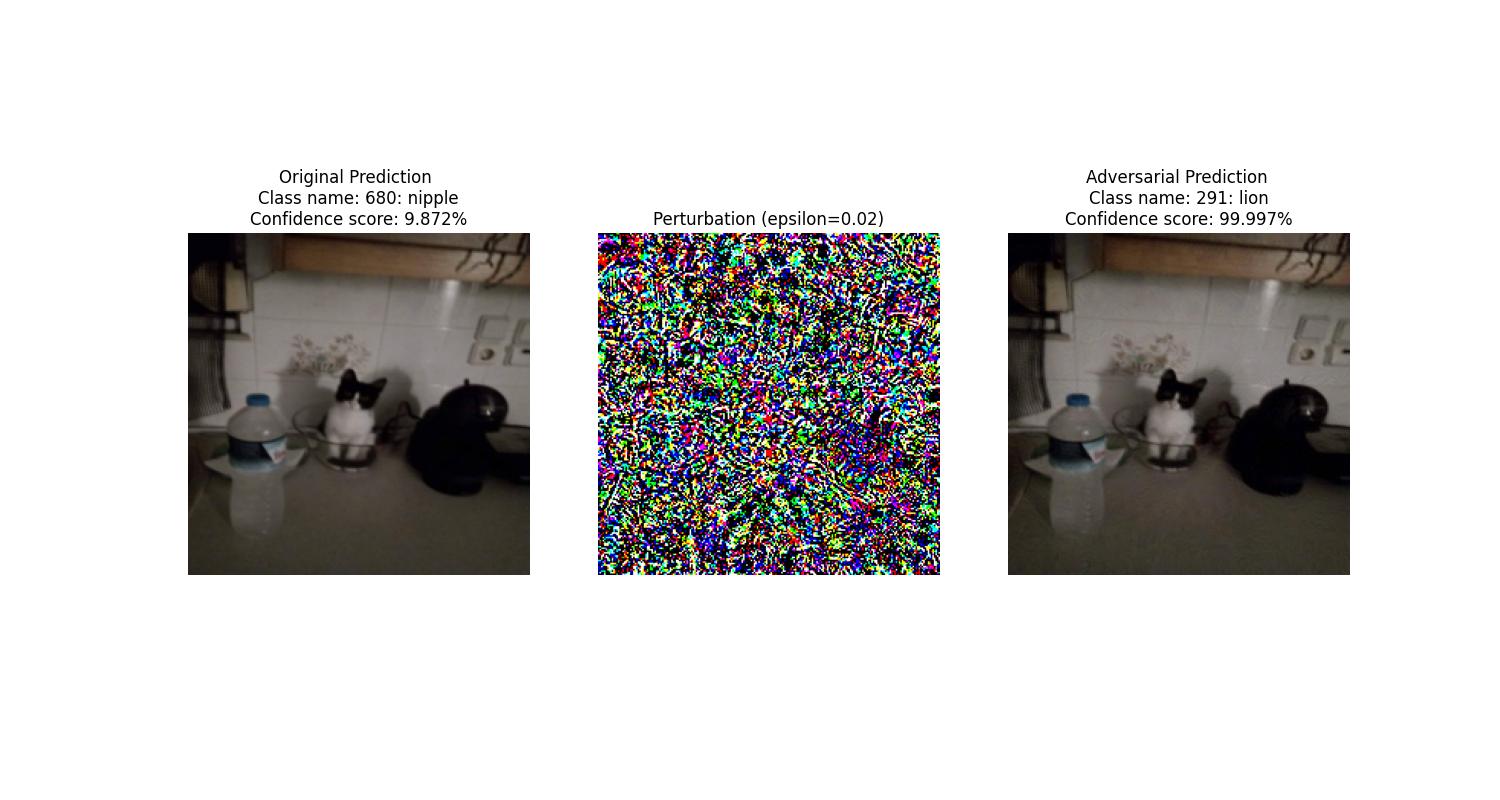 Original Prediction
Class name: 680: nipple
Confidence score: 9.872%
Perturbation (epsilon=0.02)
Adversarial Prediction
Class name: 291: lion
Confidence score: 99.997%